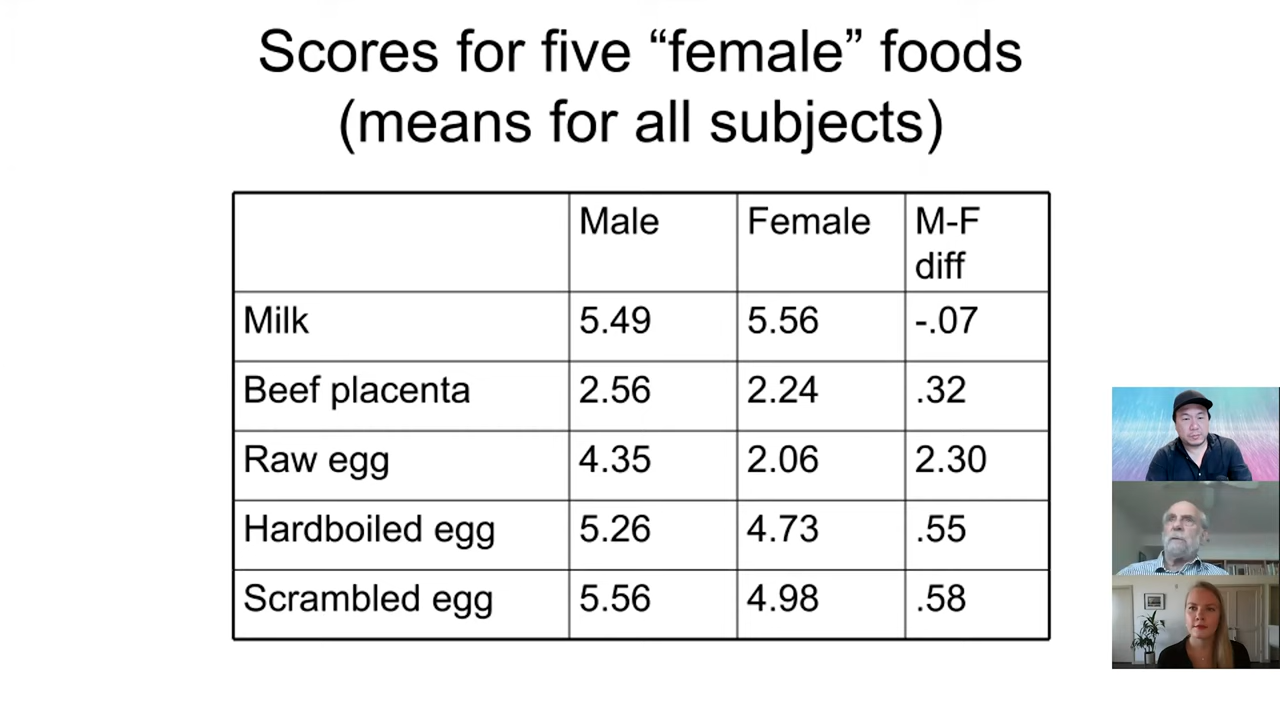 Scores for five “female” foods
(means for all subjects)
Male Female M-F
diff
Milk 5.49 5.56 -.07
Beef placenta 2.56 2.24 .32
Raw egg 4.35 2.06 2.30
Hardboiled egg 5.26 4.73 .55
Scrambled egg 5.56 4.98 .58